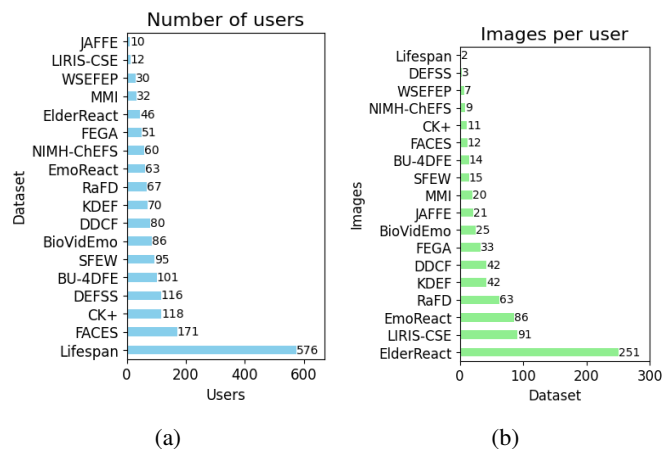 Number of users
JAFFE 10
LIRIS-CSE 12
WSEFEP 30
MMI 32
ElderReact 46
FEGA 51
NIMH-ChEFS 60
EmoReact 63
RaFD 67
KDEF 70
DDCF 80
BioVidEmo 86
SFEW 95
BU-4DFE 101
DEFSS 116
CK+ 118
FACES 171
Lifespan 576
0 200 400 600
Users
Dataset
(a)
Images per user
Lifespan 2
DEFSS 3
WSEFEP 7
NIMH-ChEFS 9
CK+ 11
FACES 12
BU-4DFE 14
SFEW 15
MMI 20
JAFFE 21
BioVidEmo 25
FEGA 33
DDCF 42
KDEF 42
RaFD 63
EmoReact 86
LIRIS-CSE 91
ElderReact 251
0 100 200 300
Dataset
Images
(b)